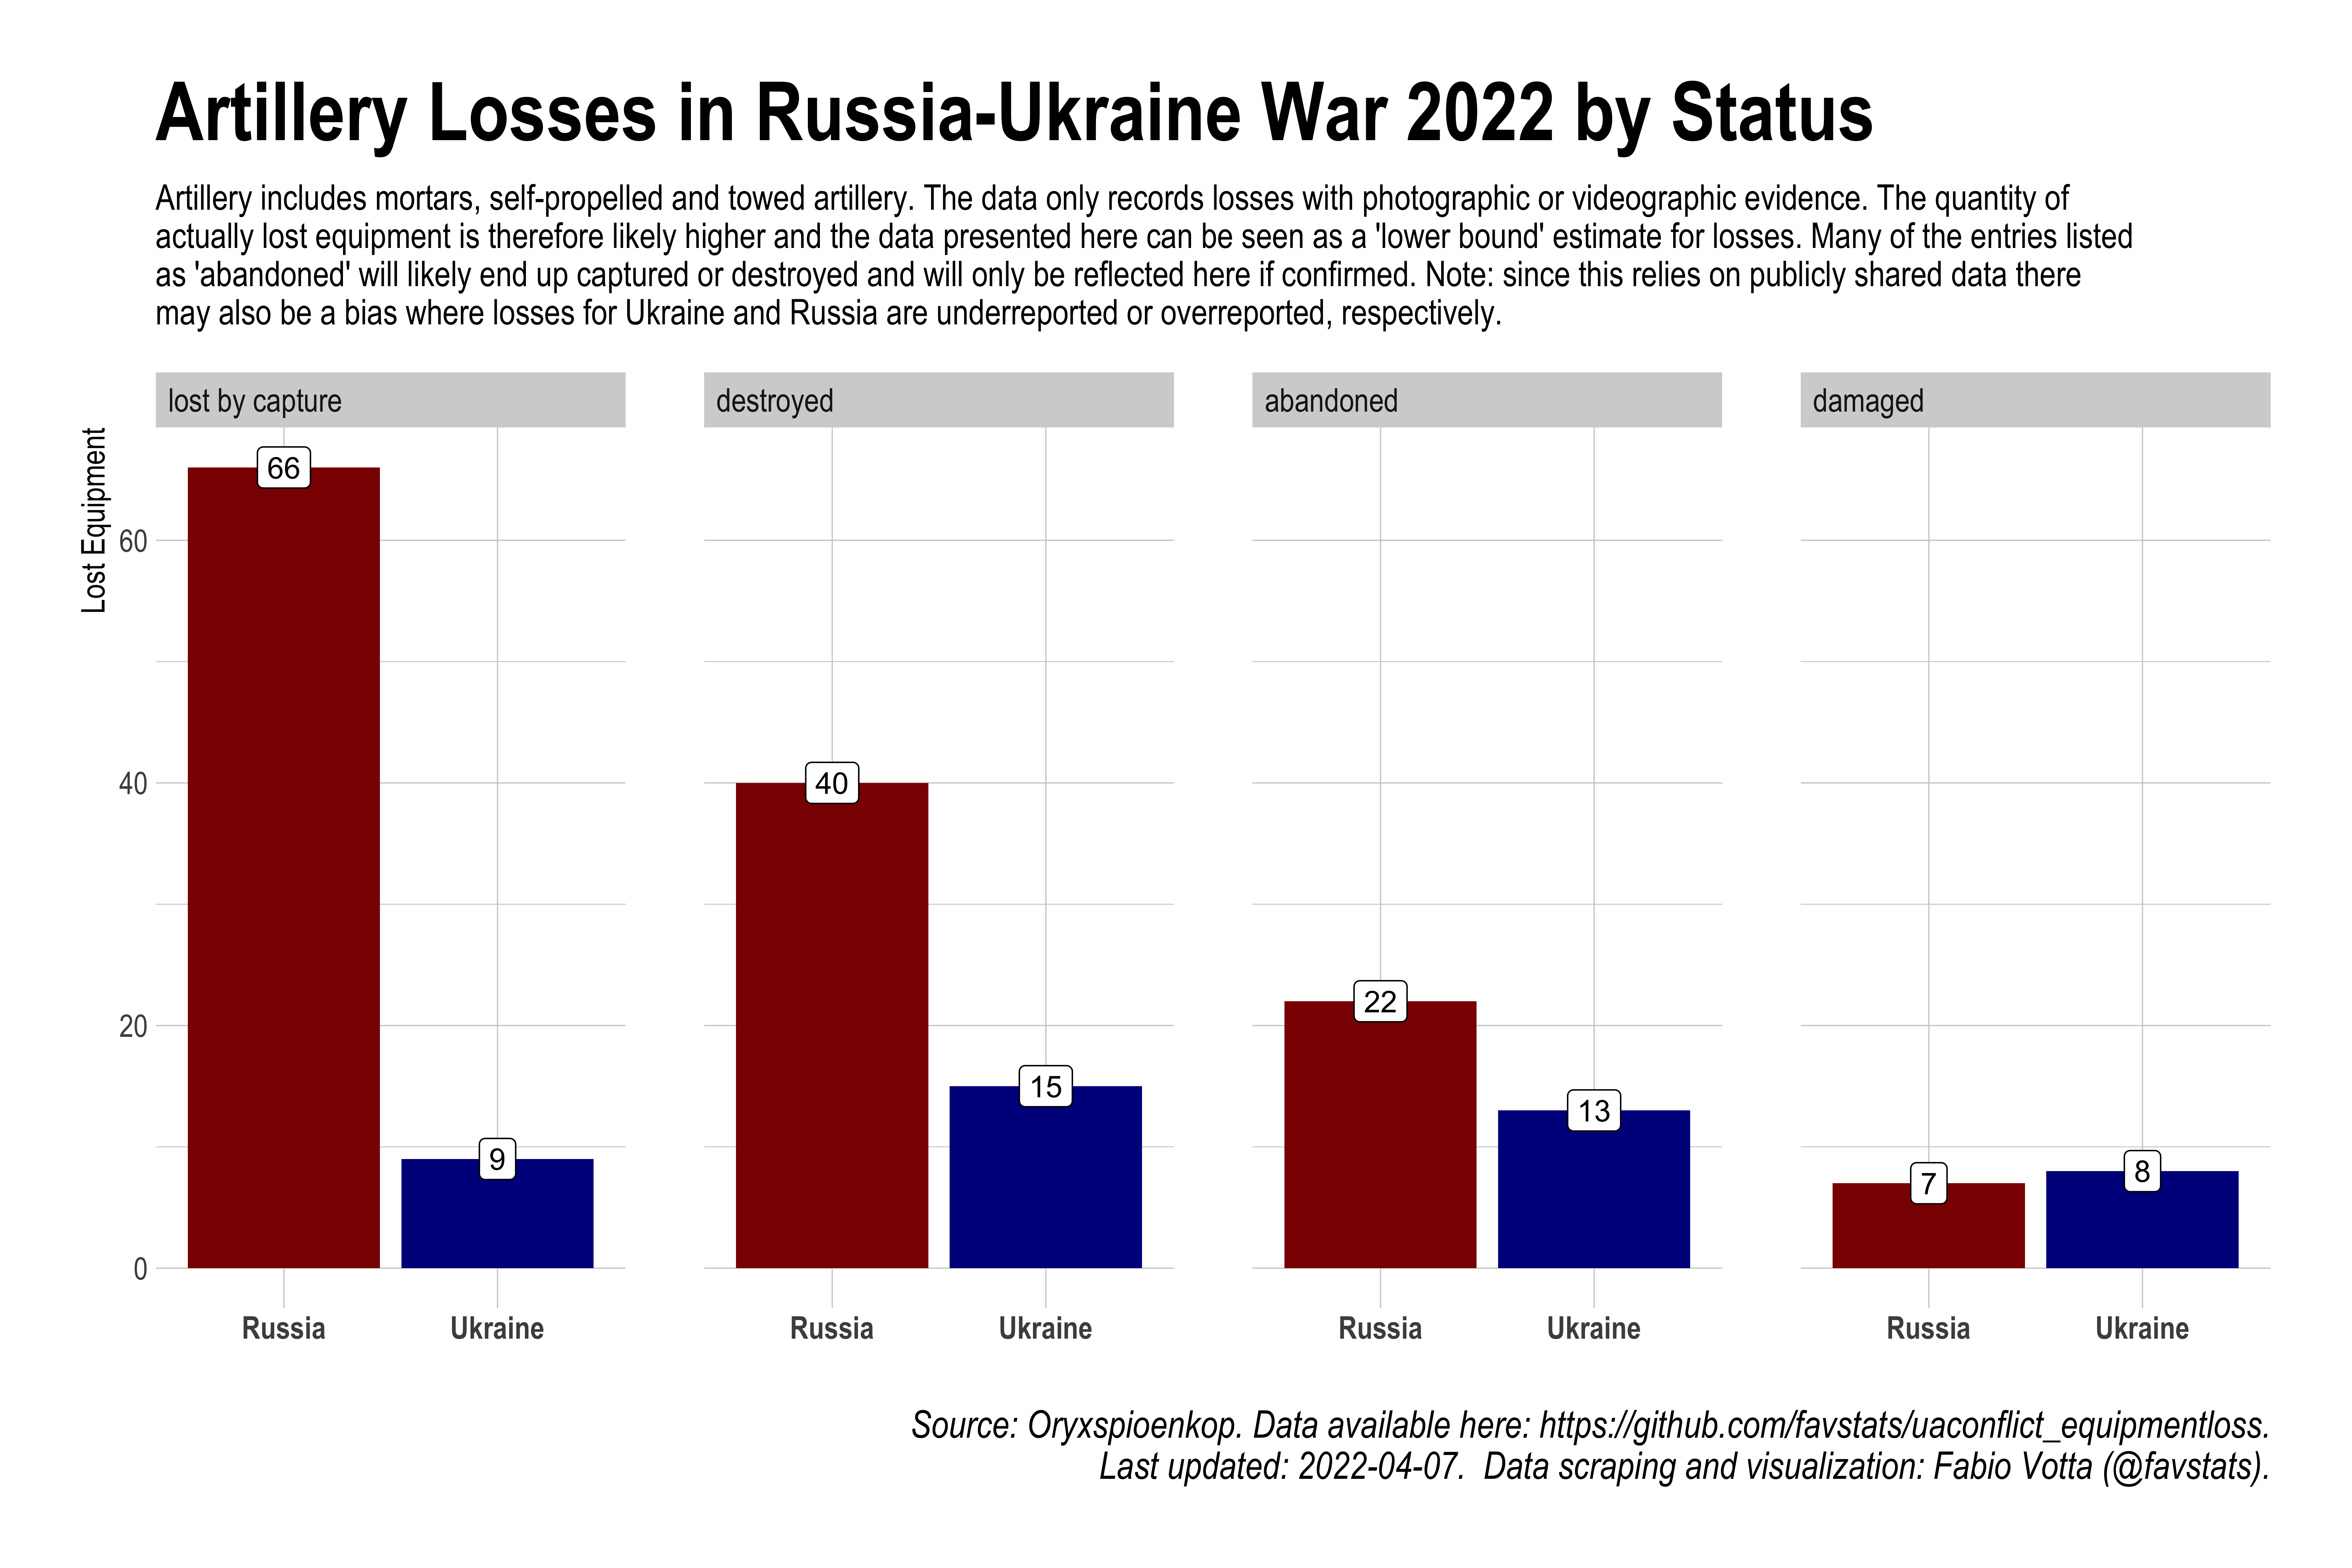 Artillery Losses in Russia-Ukraine War 2022 by Status
Artillery includes mortars, self-propelled and towed artillery. The data only records losses with photographic or videographic evidence. The quantity of
actually lost equipment is therefore likely higher and the data presented here can be seen as a 'lower bound' estimate for losses. Many of the entries listed
as 'abandoned' will likely end up captured or destroyed and will only be reflected here if confirmed. Note: since this relies on publicly shared data there
may also be a bias where losses for Ukraine and Russia are underreported or overreported, respectively.
lost by capture
destroyed
abandoned
damaged
Lost Equipment
60
40
20
0
66
9
40
15
22
13
7
8
Russia
Ukraine
Russia
Ukraine
Russia
Ukraine
Russia
Ukraine
Source: Oryxspioenkop. Data available here: https://github.com/favstats/uaconflict_equipmentloss.
Last updated: 2022-04-07.  Data scraping and visualization: Fabio Votta (@favstats).